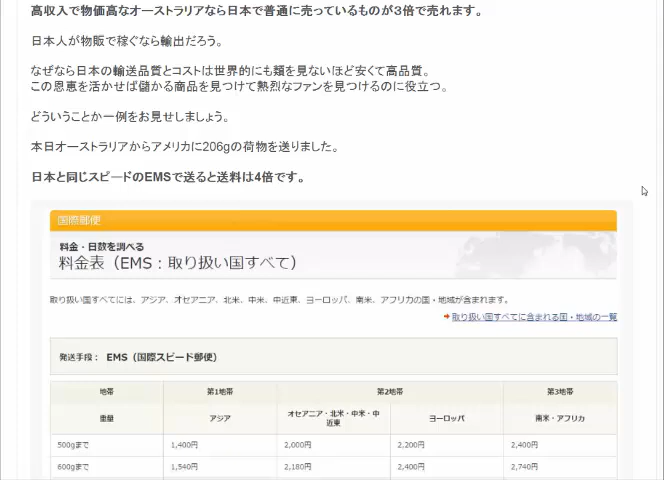 高収入で物価高なオーストラリアなら日本で普通に売っているものが３倍で売れます。
日本人が物販で稼ぐなら輸出だろう。
なぜなら日本の輸送品質とコストは世界的にも類を見ないほど安くて高品質。
この恩恵を活かせば儲かる商品を見つけて熱烈なファンを見つけるのに役立つ。
どういうことか一例をお見せしましょう。
本日オーストラリアからアメリカに206gの荷物を送りました。
日本と同じスピードのEMSで送ると送料は4倍です。
国際郵便
料金・日数を調べる
料金表（EMS：取り扱い国すべて）
取り扱い国すべてには、アジア、オセアニア、北米、中米、中近東、ヨーロッパ、南米、アフリカの国・地域が含まれます。
取り扱い国すべてに含まれる国・地域の一覧
発送手段： EMS（国際スピード郵便）
地帯 第1地帯 第2地帯 第3地帯
重量 アジア オセアニア・北米・中米・中近東 ヨーロッパ 南米・アフリカ
500gまで 1,400円 2,000円 2,200円 2,400円
600gまで 1,540円 2,180円 2,400円 2,740円